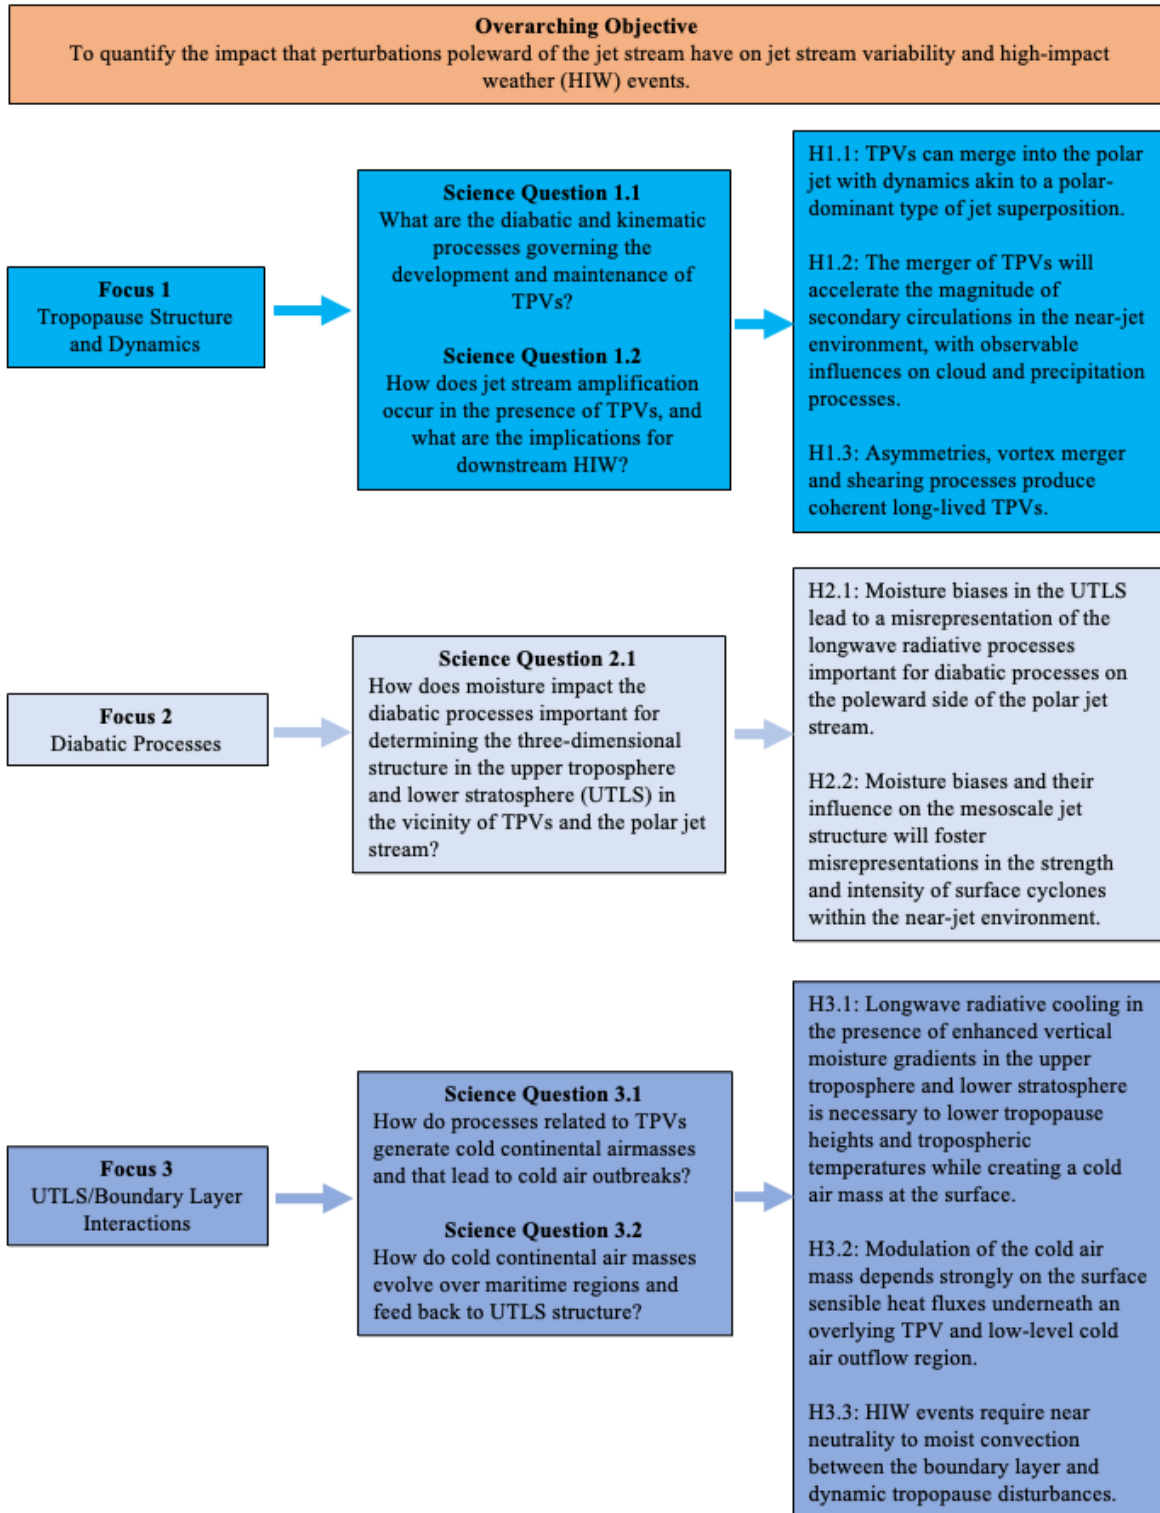 Overarching Objective
To quantify the impact that perturbations poleward of the jet stream have on jet stream variability and high-impact
weather (HIW) events.
Focus 1
Tropopause Structure
and Dynamics
Science Question 1.1
What are the diabatic and kinematic
processes governing the
development and maintenance of
TPVs?
Science Question 1.2
How does jet stream amplification
occur in the presence of TPVs, and
what are the implications for
downstream HIW?
H1.1: TPVs can merge into the polar
jet with dynamics akin to a polar-
dominant type of jet superposition.
H1.2: The merger of TPVs will
accelerate the magnitude of
secondary circulations in the near-jet
environment, with observable
influences on cloud and precipitation
processes.
H1.3: Asymmetries, vortex merger
and shearing processes produce
coherent long-lived TPVs.
Focus 2
Diabatic Processes
Science Question 2.1
How does moisture impact the
diabatic processes important for
determining the three-dimensional
structure in the upper troposphere
and lower stratosphere (UTLS) in
the vicinity of TPVs and the polar jet
stream?
H2.1: Moisture biases in the UTLS
lead to a misrepresentation of the
longwave radiative processes
important for diabatic processes on
the poleward side of the polar jet
stream.
H2.2: Moisture biases and their
influence on the mesoscale jet
structure will foster
misrepresentations in the strength
and intensity of surface cyclones
within the near-jet environment.
Focus 3
UTLS/Boundary Layer
Interactions
Science Question 3.1
How do processes related to TPVs
generate cold continental airmasses
and that lead to cold air outbreaks?
Science Question 3.2
How do cold continental air masses
evolve over maritime regions and
feed back to UTLS structure?
H3.1: Longwave radiative cooling in
the presence of enhanced vertical
moisture gradients in the upper
troposphere and lower stratosphere
is necessary to lower tropopause
heights and tropospheric
temperatures while creating a cold
air mass at the surface.
H3.2: Modulation of the cold air
mass depends strongly on the surface
sensible heat fluxes underneath an
overlying TPV and low-level cold
air outflow region.
H3.3: HIW events require near
neutrality to moist convection
between the boundary layer and
dynamic tropopause disturbances.